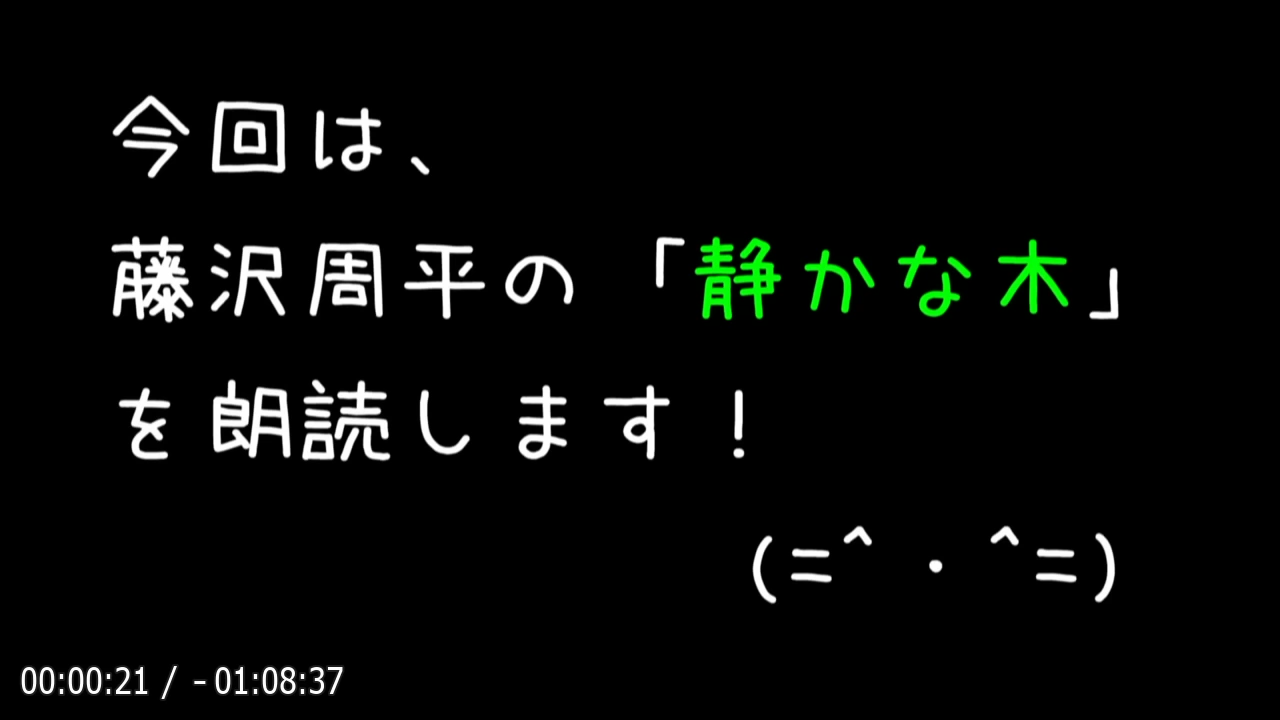 今回は、
藤沢周平の「静かな木」
を朗読します！
(=^ ・ ^=)
00:00:21 / -01:08:37